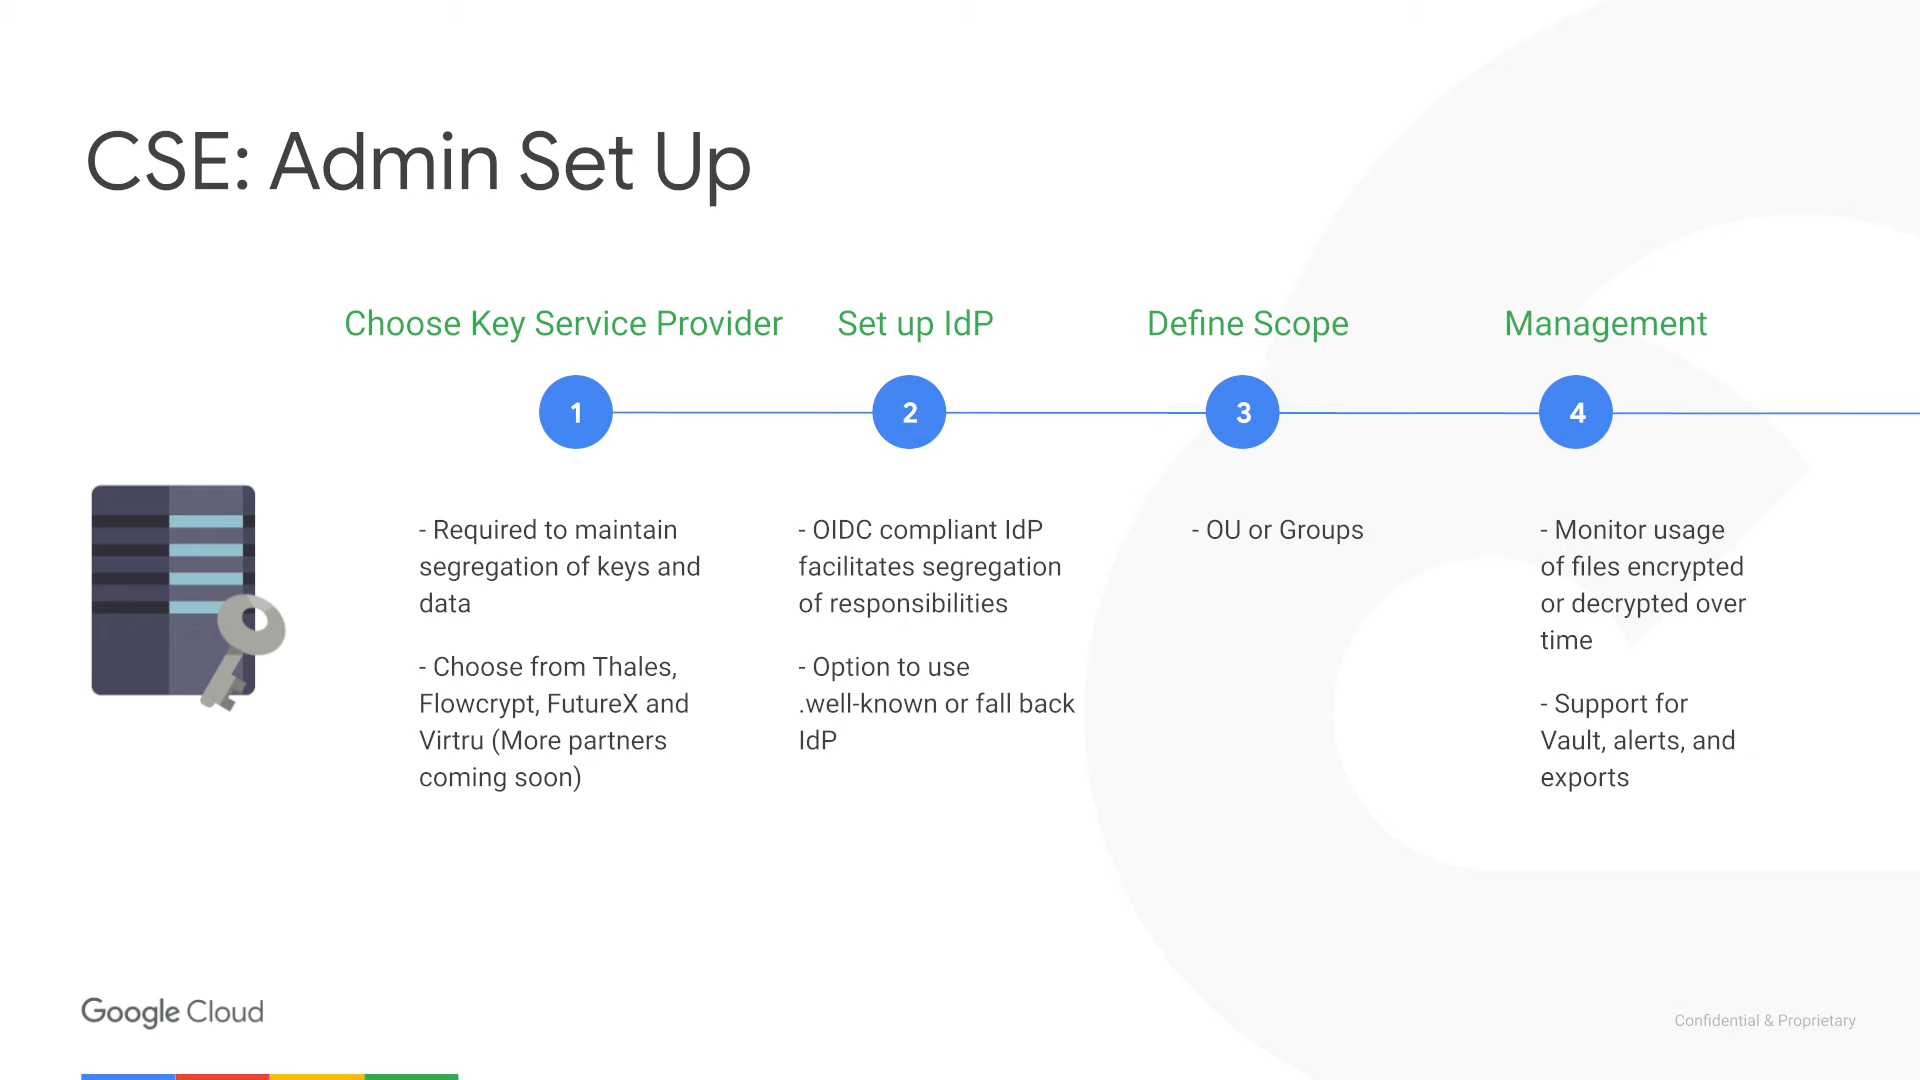 CSE: Admin Set Up
Choose Key Service Provider
Set up IdP
Define Scope
Management
1
2
3
4
- Required to maintain
segregation of keys and
data
- Choose from Thales,
Flowcrypt, FutureX and
Virtru (More partners
coming soon)
- OIDC compliant IdP
facilitates segregation
of responsibilities
- Option to use
.well-known or fall back
IdP
- OU or Groups
- Monitor usage
of files encrypted
or decrypted over
time
- Support for
Vault, alerts, and
exports
Google Cloud
Confidential & Proprietary